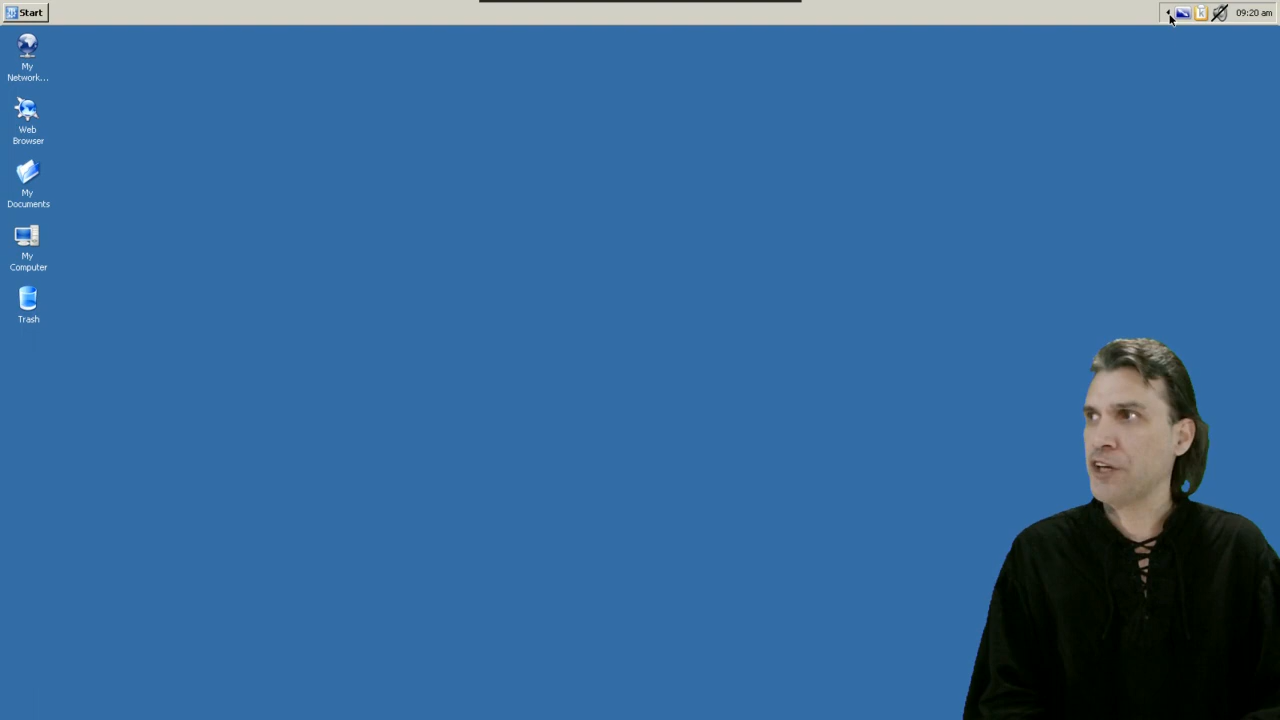 Start
09:20 am
My
Network...
Web
Browser
My
Documents
My
Computer
Trash